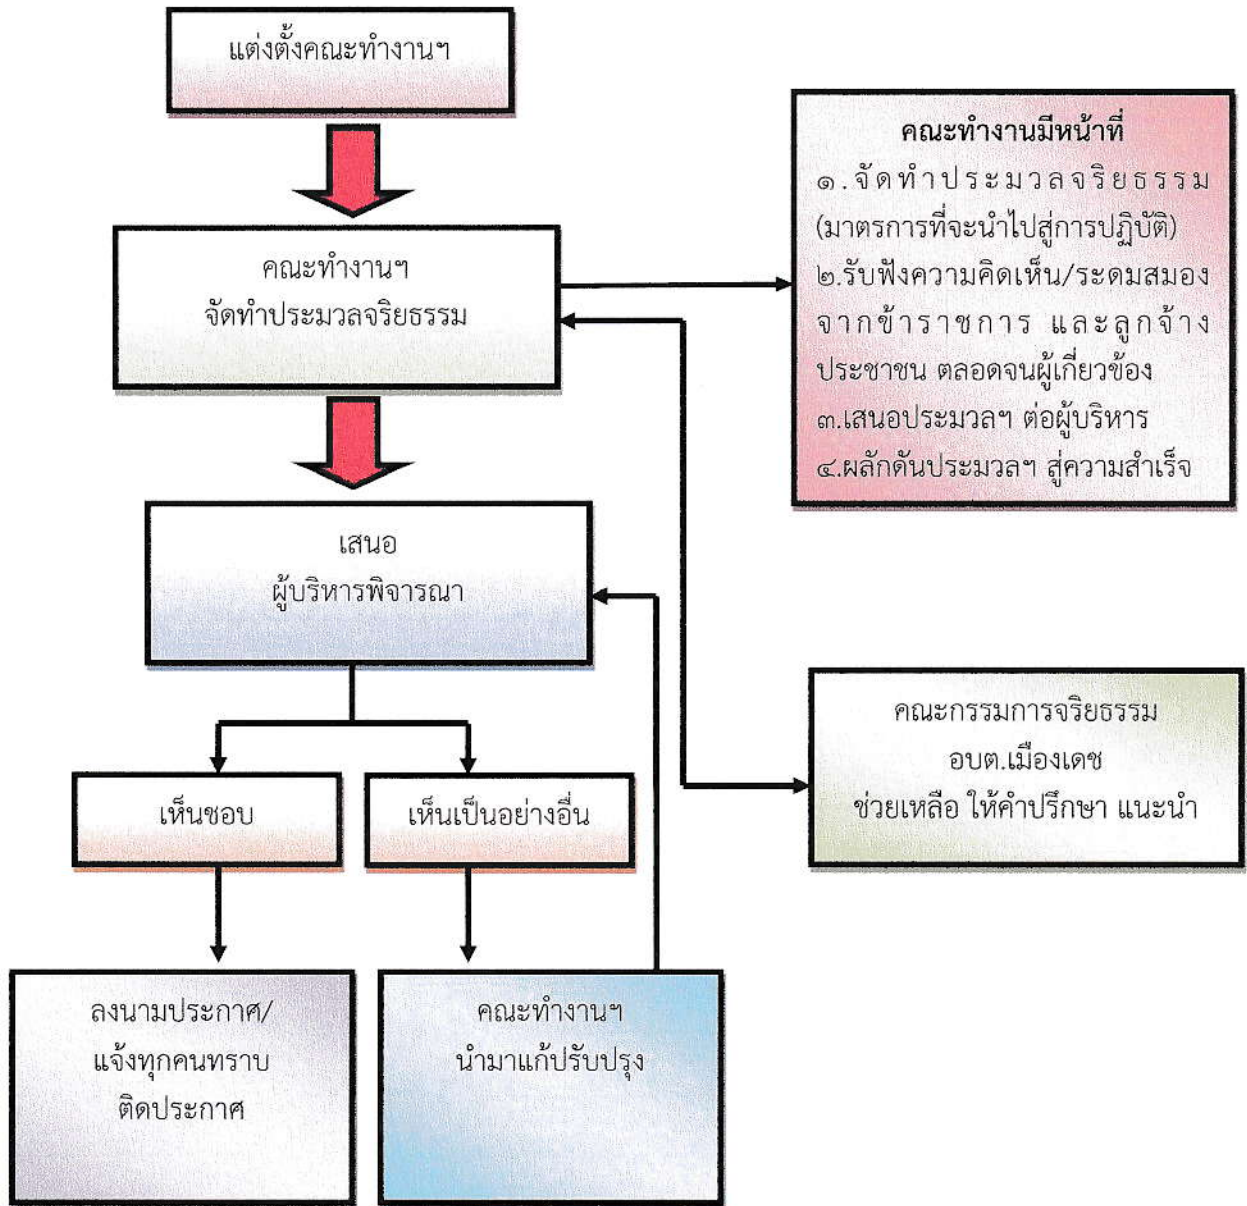 แต่งตั้งคณะทำงานฯ
คณะทำงานฯ
จัดทำประมวลจริยธรรม
คณะทำงานมีหน้าที่
๑.จัดทำประมวลจริยธรรม
(มาตรการที่จะนำไปสู่การปฏิบัติ)
๒.รับฟังความคิดเห็น/ระดมสมอง
จากข้าราชการ และลูกจ้าง
ประชาชน ตลอดจนผู้เกี่ยวข้อง
๓.เสนอประมวลฯ ต่อผู้บริหาร
๔.ผลักดันประมวลฯ สู่ความสำเร็จ
เสนอ
ผู้บริหารพิจารณา
คณะกรรมการจริยธรรม
อบต.เมืองเดช
ช่วยเหลือ ให้คำปรึกษา แนะนำ
เห็นชอบ
เห็นเป็นอย่างอื่น
ลงนามประกาศ/
แจ้งทุกคนทราบ
ติดประกาศ
คณะทำงานฯ
นำมาแก้ปรับปรุง